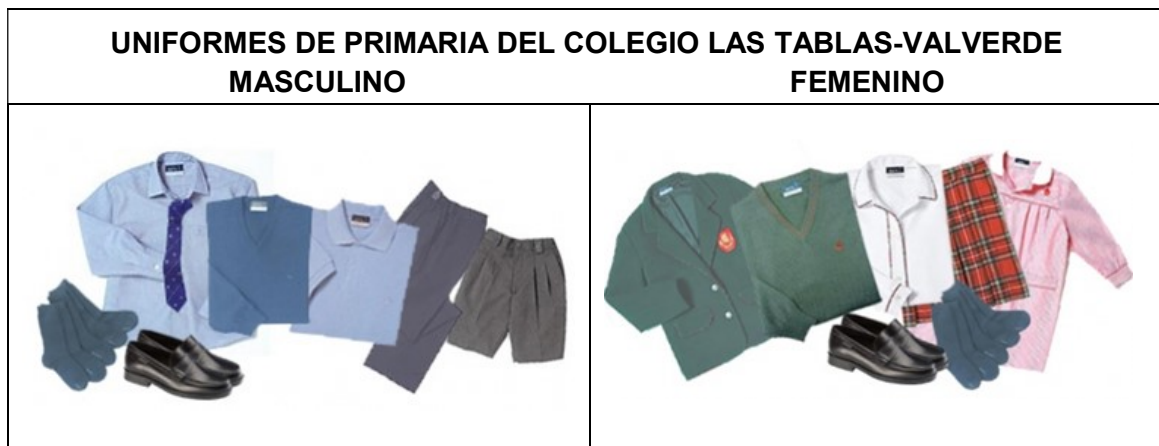 UNIFORMES DE PRIMARIA DEL COLEGIO LAS TABLAS-VALVERDE
MASCULINO FEMENINO